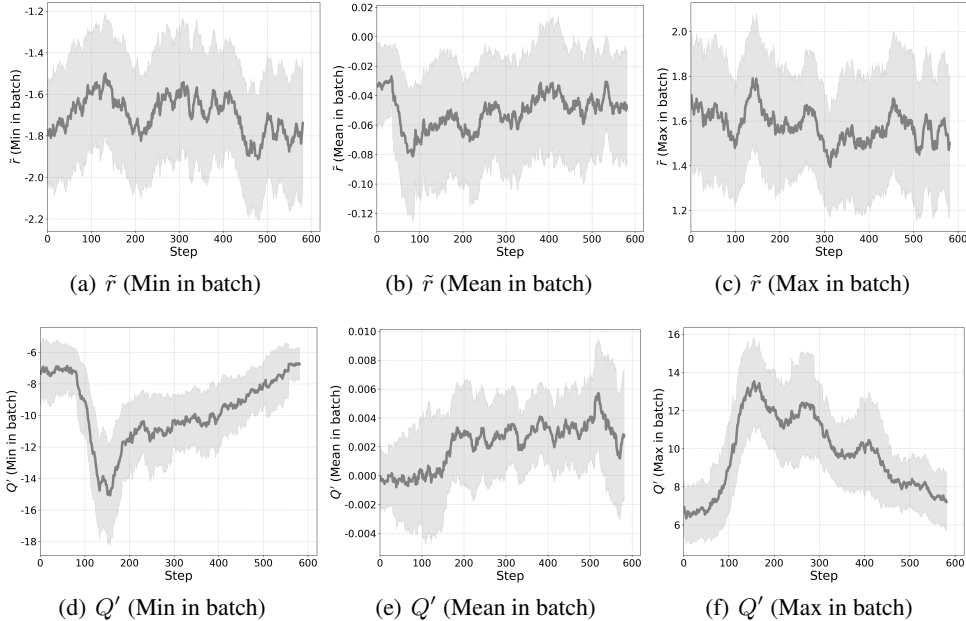 -1.2
-1.4
-1.6
-1.8
-2.0
-2.2
r̃ (Min in batch)
0 100 200 300 400 500 600
Step
(a) r̃ (Min in batch)
0.02
0.00
-0.02
-0.04
-0.06
-0.08
-0.10
-0.12
r̃ (Mean in batch)
0 100 200 300 400 500 600
Step
(b) r̃ (Mean in batch)
2.0
1.8
1.6
1.4
1.2
r̃ (Max in batch)
0 100 200 300 400 500 600
Step
(c) r̃ (Max in batch)
-6
-8
-10
-12
-14
-16
-18
Q′ (Min in batch)
0 100 200 300 400 500 600
Step
(d) Q′ (Min in batch)
0.010
0.008
0.006
0.004
0.002
0.000
-0.002
-0.004
Q′ (Mean in batch)
0 100 200 300 400 500 600
Step
(e) Q′ (Mean in batch)
16
14
12
10
8
6
Q′ (Max in batch)
0 100 200 300 400 500 600
Step
(f) Q′ (Max in batch)